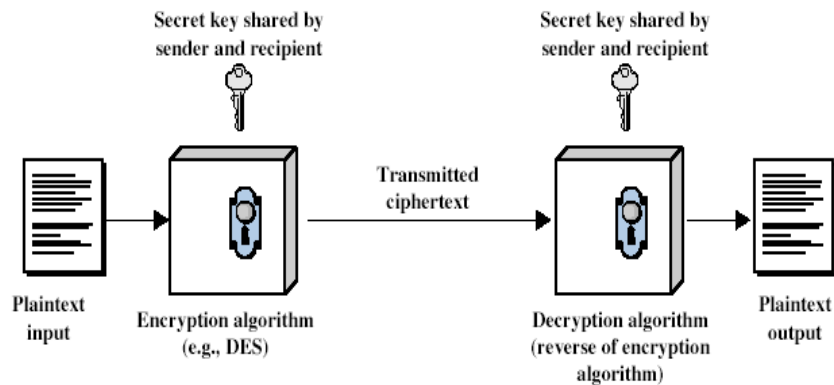 Secret key shared by
sender and recipient
Secret key shared by
sender and recipient
Transmitted
ciphertext
Plaintext
input
Encryption algorithm
(e.g., DES)
Decryption algorithm
(reverse of encryption
algorithm)
Plaintext
output